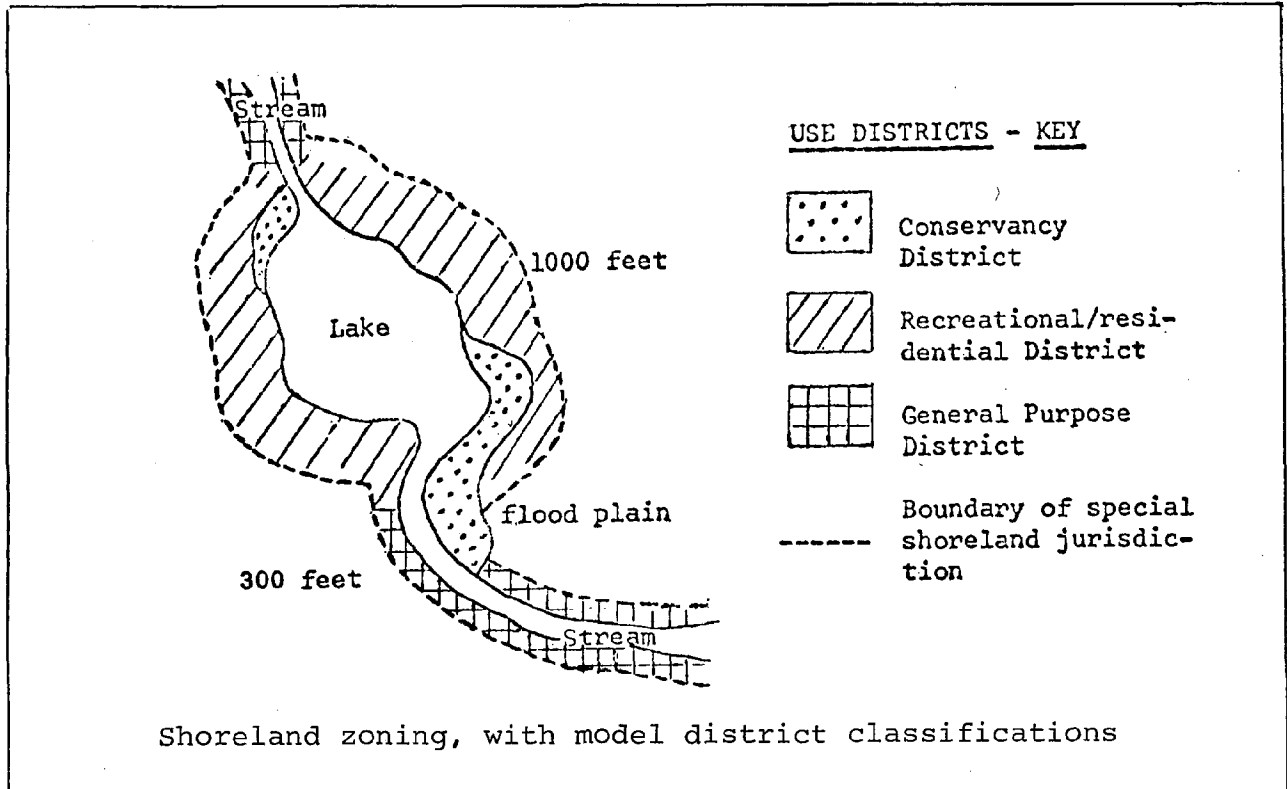 Stream
1000 feet
Lake
flood plain
300 feet
Stream
USE DISTRICTS - KEY
Conservancy
District
Recreational/resi-
dential District
General Purpose
District
Boundary of special
shoreland jurisdic-
tion
Shoreland zoning, with model district classifications